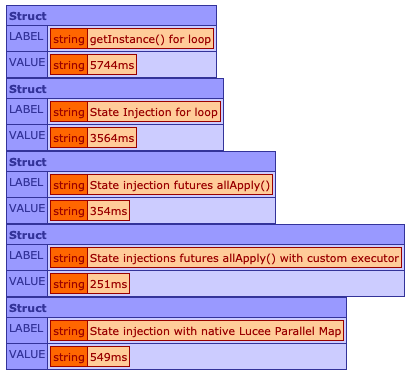 Struct
LABEL string getInstance() for loop
VALUE string 5744ms
Struct
LABEL string State Injection for loop
VALUE string 3564ms
Struct
LABEL string State injection futures allApply()
VALUE string 354ms
Struct
LABEL string State injections futures allApply() with custom executor
VALUE string 251ms
Struct
LABEL string State injection with native Lucee Parallel Map
VALUE string 549ms